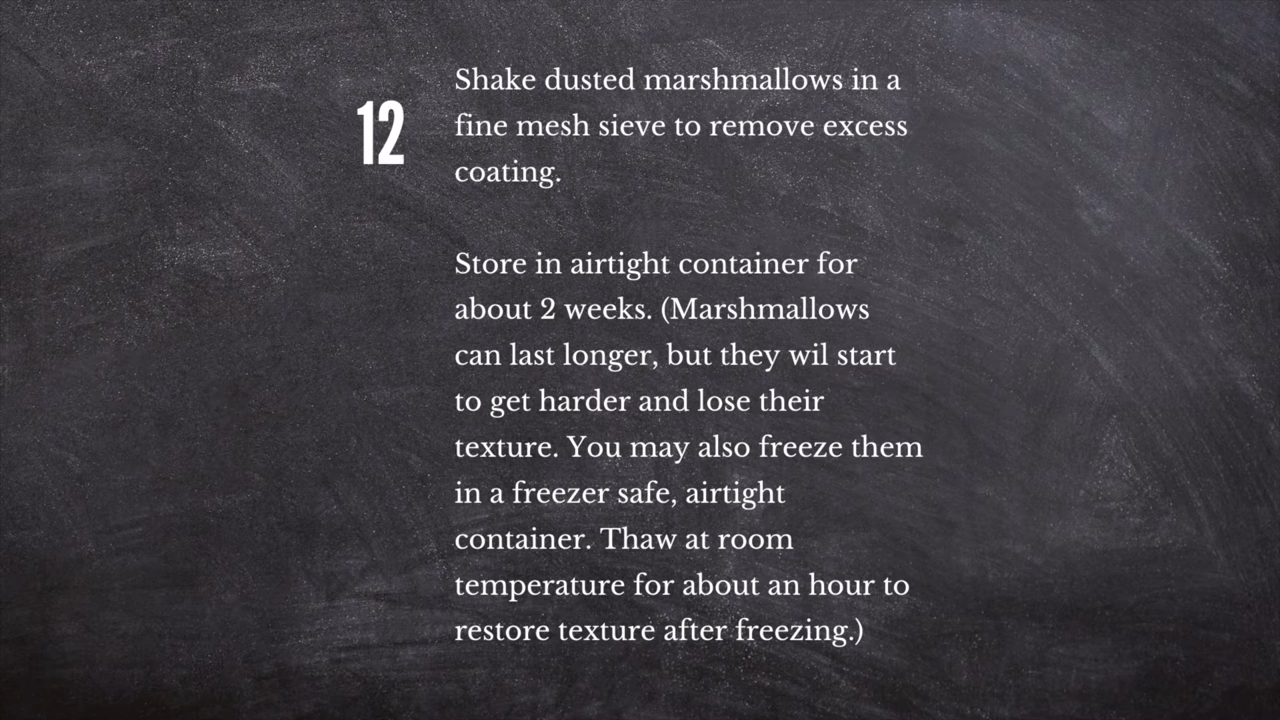 12
Shake dusted marshmallows in a
fine mesh sieve to remove excess
coating.
Store in airtight container for
about 2 weeks. (Marshmallows
can last longer, but they wil start
to get harder and lose their
texture. You may also freeze them
in a freezer safe, airtight
container. Thaw at room
temperature for about an hour to
restore texture after freezing.)